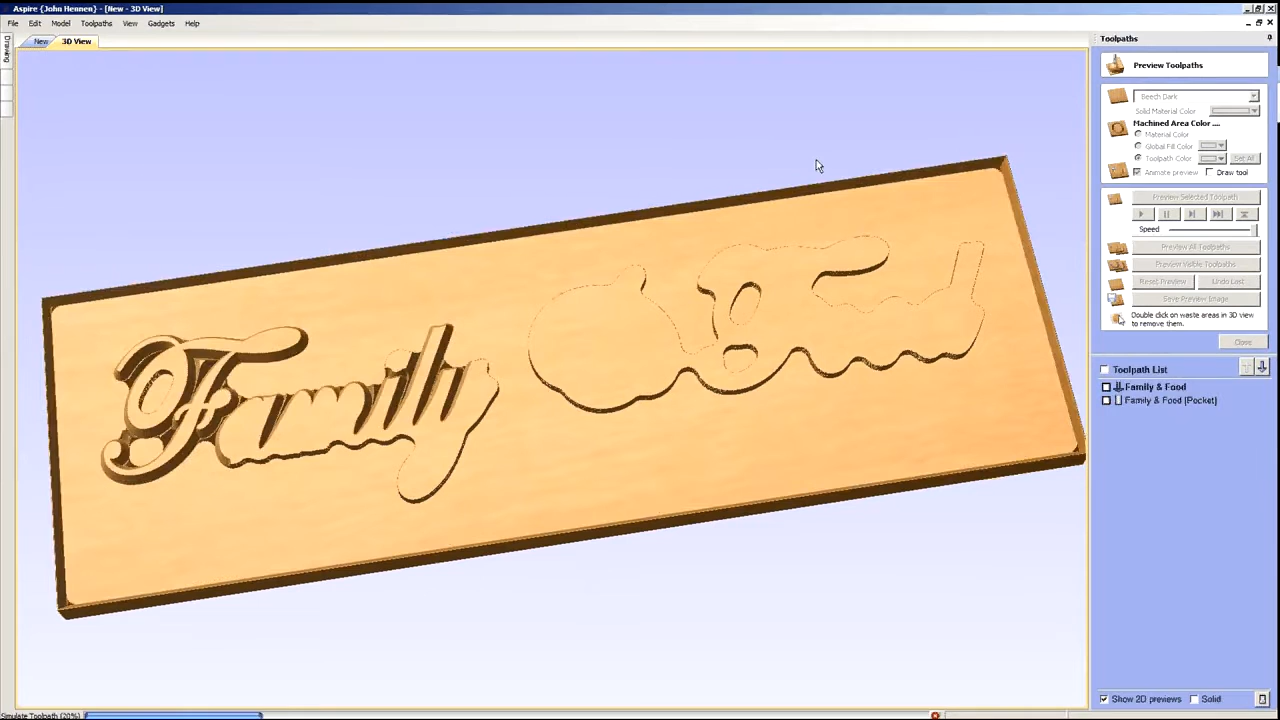 Aspire {John Hennen} - [New - 3D View]
File Edit Model Toolpaths View Gadgets Help
New 3D View
Drawing
Toolpaths
Preview Toolpaths
Beech Dark
Solid Material Color
Machined Area Color ....
Material Color
Global Fill Color
Toolpath Color Set All
Animate preview Draw tool
Preview Selected Toolpath
Speed
Preview All Toolpaths
Preview Visible Toolpaths
Reset Preview Undo Last
Save Preview Image
Double click on waste areas in 3D view
to remove them.
Close
Toolpath List
Family & Food
Family & Food [Pocket]
Family
Show 2D previews Solid
Simulate Toolpath (20%)